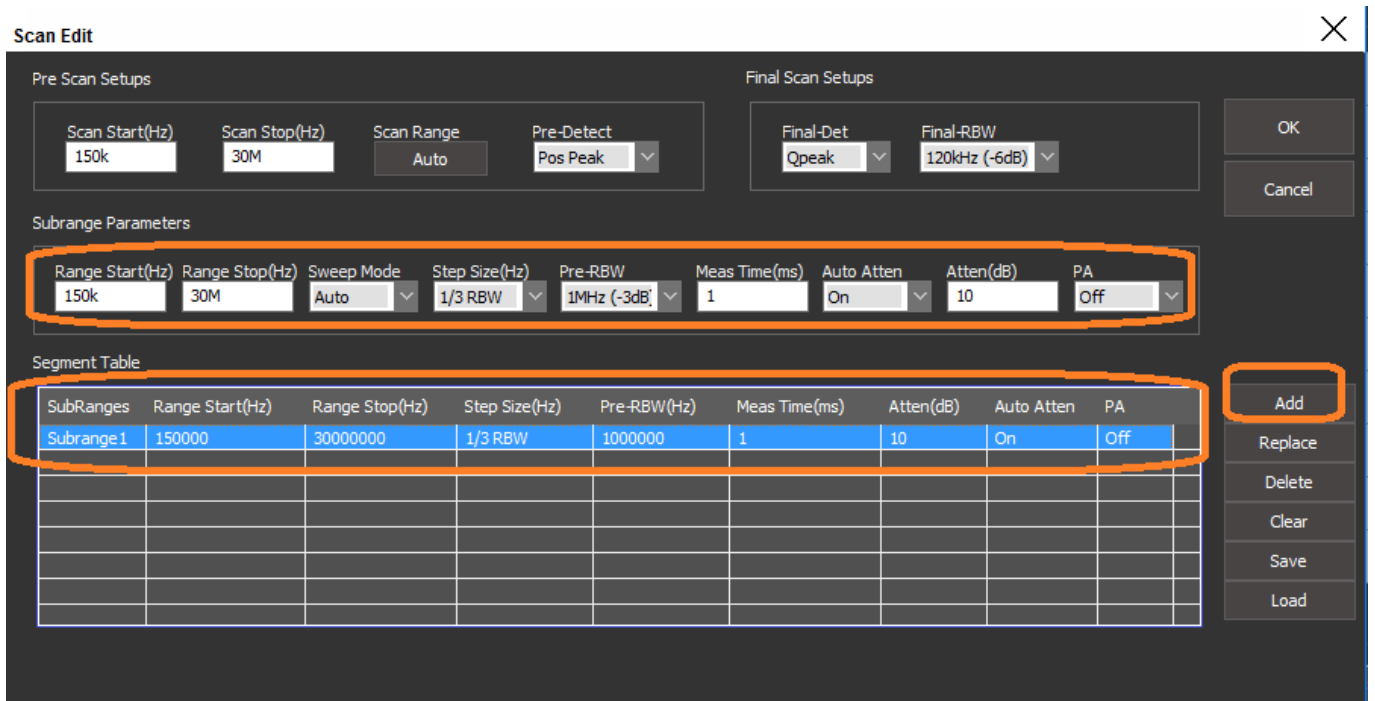 Scan Edit
Pre Scan Setups
Final Scan Setups
Scan Start(Hz) Scan Stop(Hz) Scan Range Pre-Detect Final-Det Final-RBW
150k 30M Auto Pos Peak Qpeak 120kHz (-6dB)
OK
Cancel
Subrange Parameters
Range Start(Hz) Range Stop(Hz) Sweep Mode Step Size(Hz) Pre-RBW Meas Time(ms) Auto Atten Atten(dB) PA
150k 30M Auto 1/3 RBW 1MHz (-3dB 1 On 10 Off
Segment Table
SubRanges Range Start(Hz) Range Stop(Hz) Step Size(Hz) Pre-RBW(Hz) Meas Time(ms) Atten(dB) Auto Atten PA
Subrange1 150000 30000000 1/3 RBW 1000000 1 10 On Off
Add
Replace
Delete
Clear
Save
Load